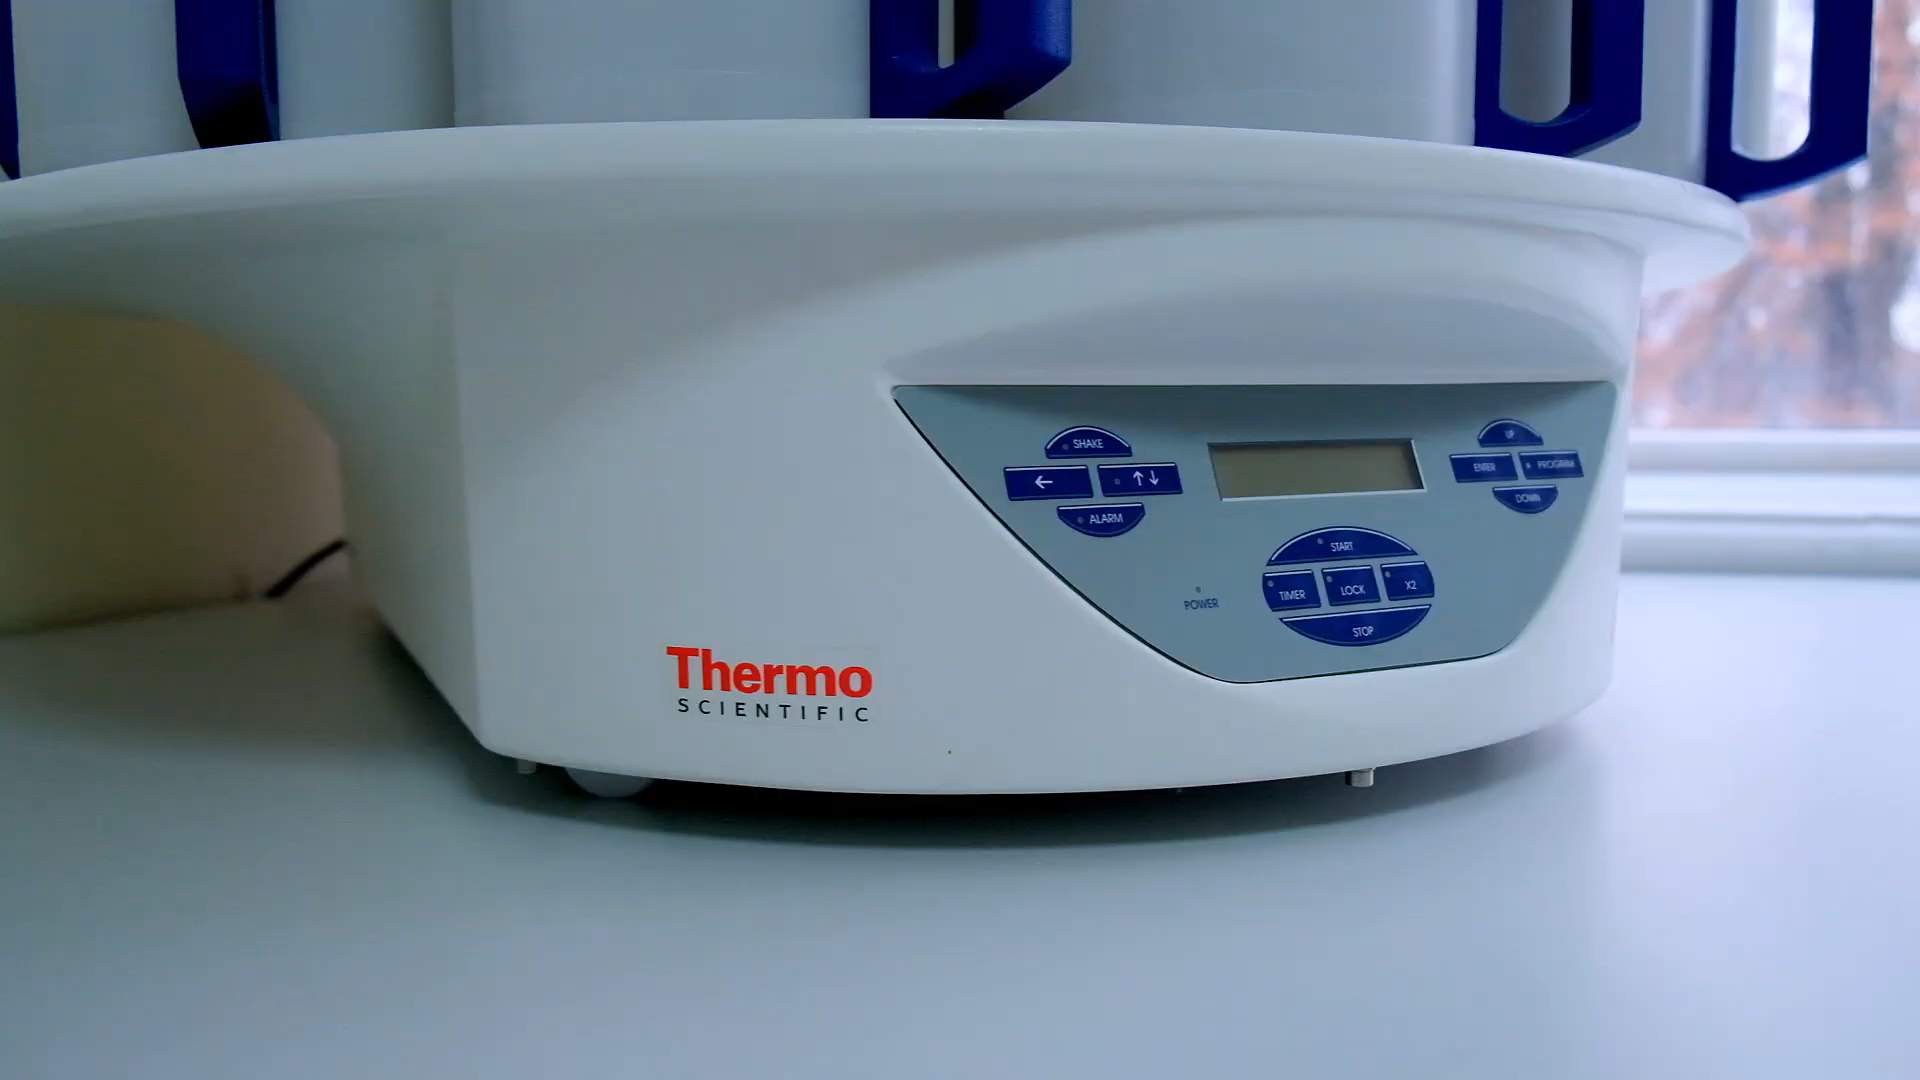 SHAKE
← ↑↓
ALARM
UP
ENTER PROGRAM
DOWN
START
TIMER LOCK X2
STOP
POWER
Thermo
SCIENTIFIC